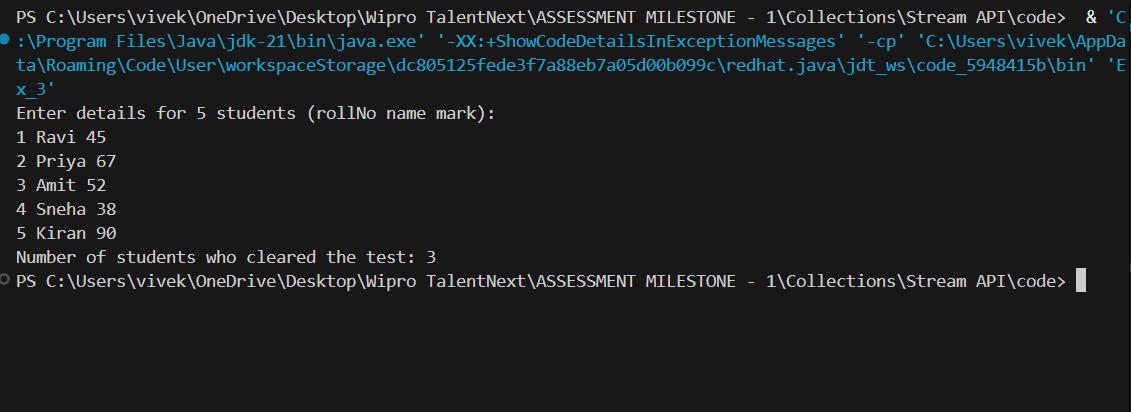 PS C:\Users\vivek\OneDrive\Desktop\Wipro TalentNext\ASSESSMENT MILESTONE - 1\Collections\Stream API\code>  & 'C
:\Program Files\Java\jdk-21\bin\java.exe' '-XX:+ShowCodeDetailsInExceptionMessages' '-cp' 'C:\Users\vivek\AppDa
ta\Roaming\Code\User\workspaceStorage\dc805125fede3f7a88eb7a05d00b099c\redhat.java\jdt_ws\code_5948415b\bin' 'E
x_3'
Enter details for 5 students (rollNo name mark):
1 Ravi 45
2 Priya 67
3 Amit 52
4 Sneha 38
5 Kiran 90
Number of students who cleared the test: 3
PS C:\Users\vivek\OneDrive\Desktop\Wipro TalentNext\ASSESSMENT MILESTONE - 1\Collections\Stream API\code>